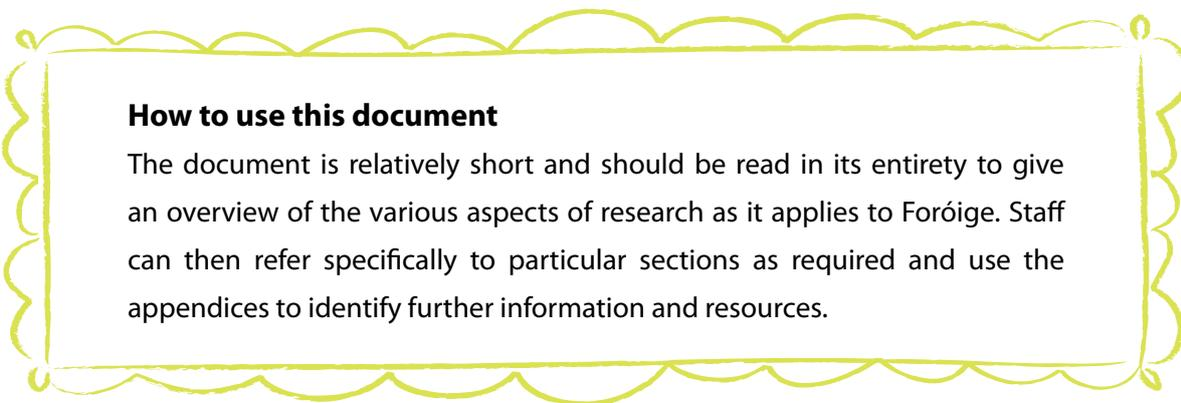 How to use this document
The document is relatively short and should be read in its entirety to give
an overview of the various aspects of research as it applies to Foróige. Staff
can then refer specifically to particular sections as required and use the
appendices to identify further information and resources.